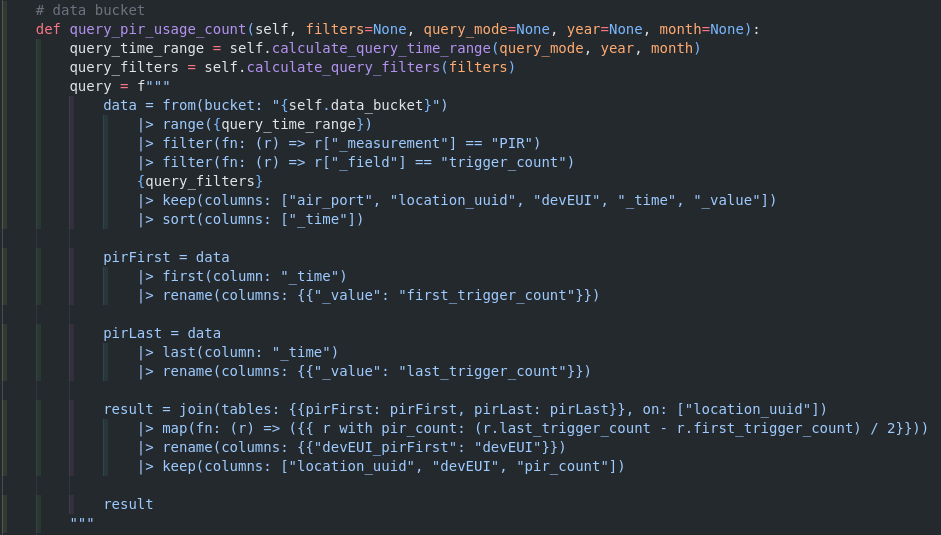 # data bucket
def query_pir_usage_count(self, filters=None, query_mode=None, year=None, month=None):
    query_time_range = self.calculate_query_time_range(query_mode, year, month)
    query_filters = self.calculate_query_filters(filters)
    query = f"""
        data = from(bucket: "{self.data_bucket}")
            |> range({query_time_range})
            |> filter(fn: (r) => r["_measurement"] == "PIR")
            |> filter(fn: (r) => r["_field"] == "trigger_count")
            {query_filters}
            |> keep(columns: ["air_port", "location_uuid", "devEUI", "_time", "_value"])
            |> sort(columns: ["_time"])

        pirFirst = data
            |> first(column: "_time")
            |> rename(columns: {{"_value": "first_trigger_count"}})

        pirLast = data
            |> last(column: "_time")
            |> rename(columns: {{"_value": "last_trigger_count"}})

        result = join(tables: {{pirFirst: pirFirst, pirLast: pirLast}}, on: ["location_uuid"])
            |> map(fn: (r) => ({{ r with pir_count: (r.last_trigger_count - r.first_trigger_count) / 2}}))
            |> rename(columns: {{"devEUI_pirFirst": "devEUI"}})
            |> keep(columns: ["location_uuid", "devEUI", "pir_count"])

        result
    """